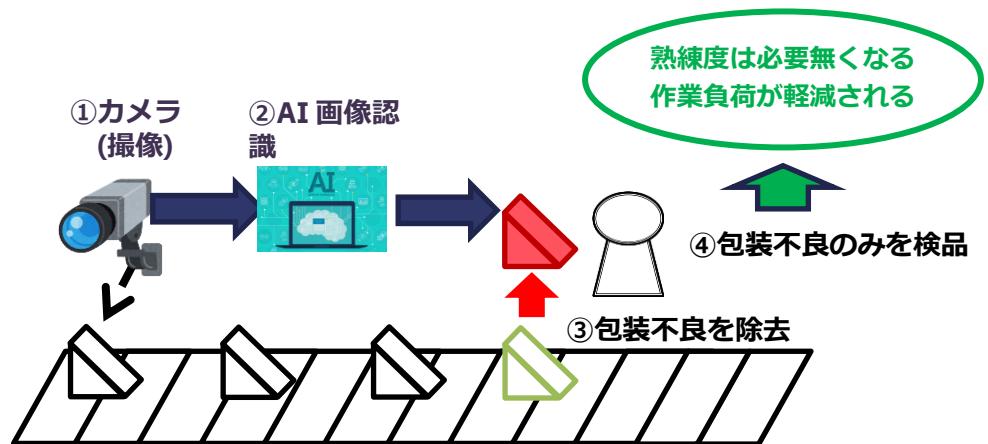 熟練度は必要無くなる
作業負荷が軽減される
①カメラ
(撮像)
②AI 画像認
識
AI
④包装不良のみを検品
③包装不良を除去